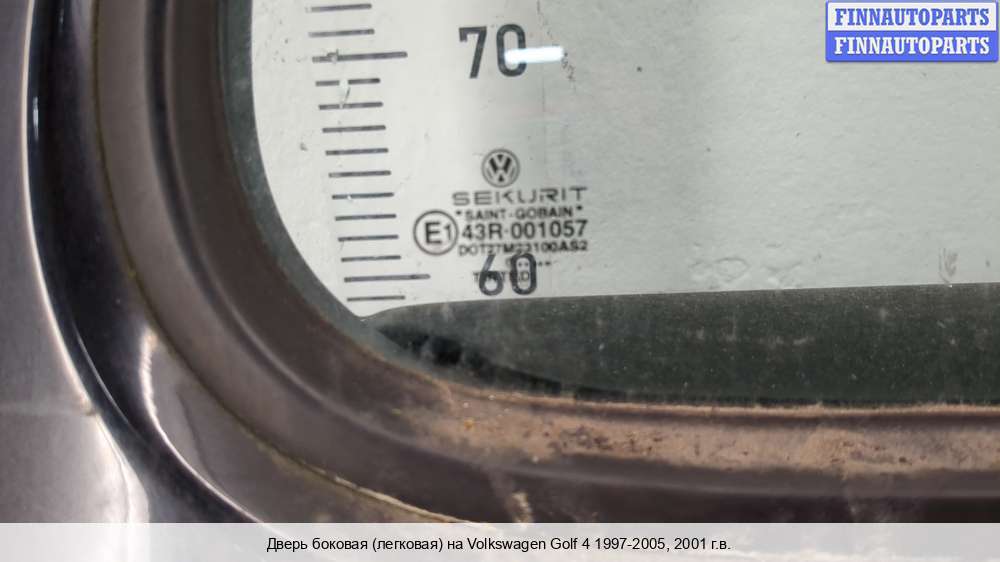 FINNAUTOPARTS
FINNAUTOPARTS
70
SEKURIT
"SAINT-GOBAIN"
E1 43R-001057
60
Дверь боковая (легковая) на Volkswagen Golf 4 1997-2005, 2001 г.в.